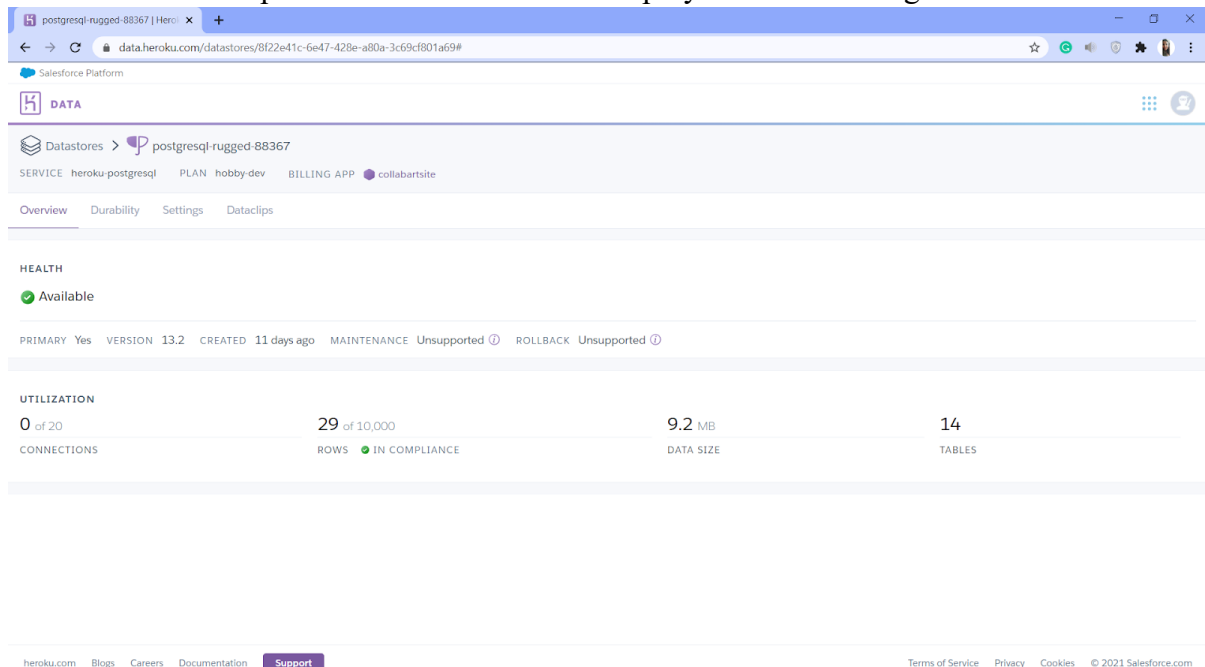 postgresql-rugged-88367 | Herol
data.heroku.com/datastores/8f22e41c-6e47-428e-a80a-3c69cf801a69#
Salesforce Platform
DATA
Datastores > postgresql-rugged-88367
SERVICE heroku-postgresql PLAN hobby-dev BILLING APP collabartsite
Overview Durability Settings Dataclips
HEALTH
Available
PRIMARY Yes VERSION 13.2 CREATED 11 days ago MAINTENANCE Unsupported ROLLBACK Unsupported
UTILIZATION
0 of 20 29 of 10,000 9.2 MB 14
CONNECTIONS ROWS IN COMPLIANCE DATA SIZE TABLES
heroku.com Blogs Careers Documentation Support Terms of Service Privacy Cookies © 2021 Salesforce.com